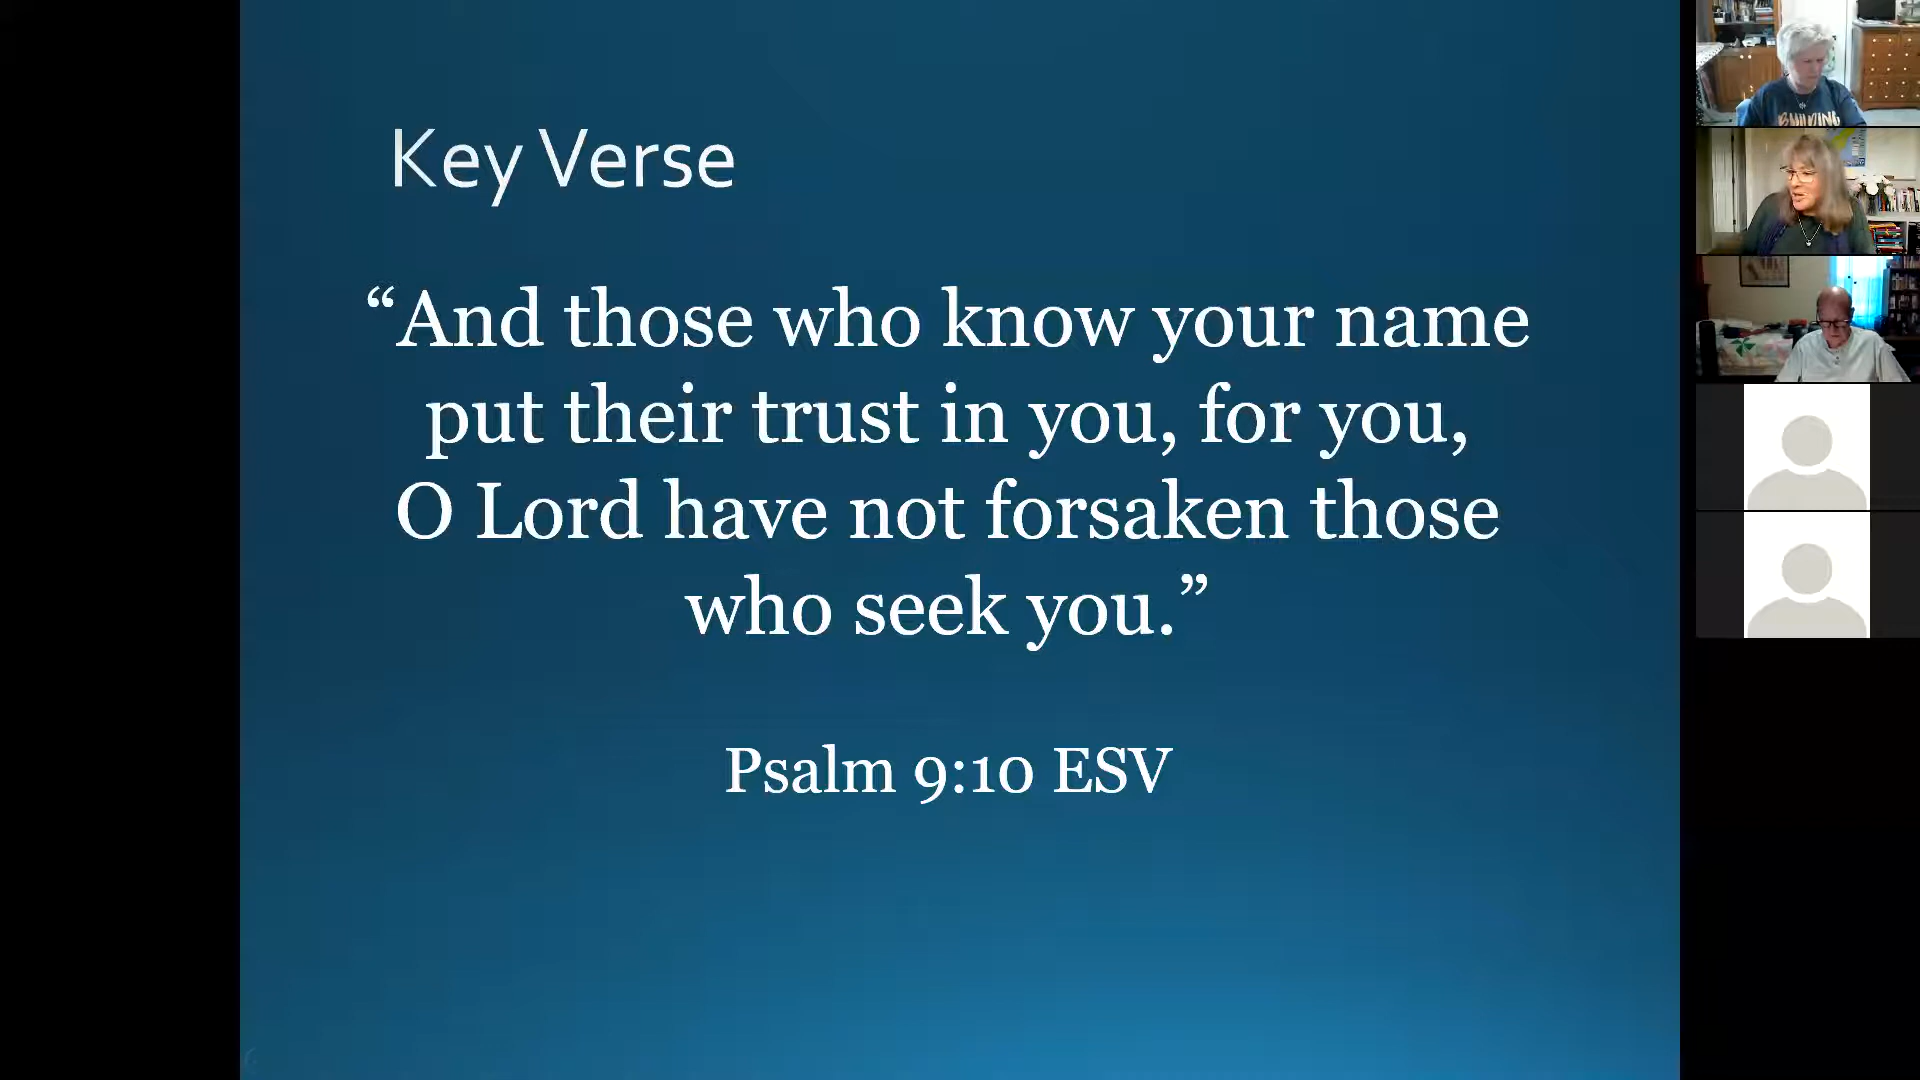 Key Verse
“And those who know your name
put their trust in you, for you,
O Lord have not forsaken those
who seek you.”
Psalm 9:10 ESV
BUILDING